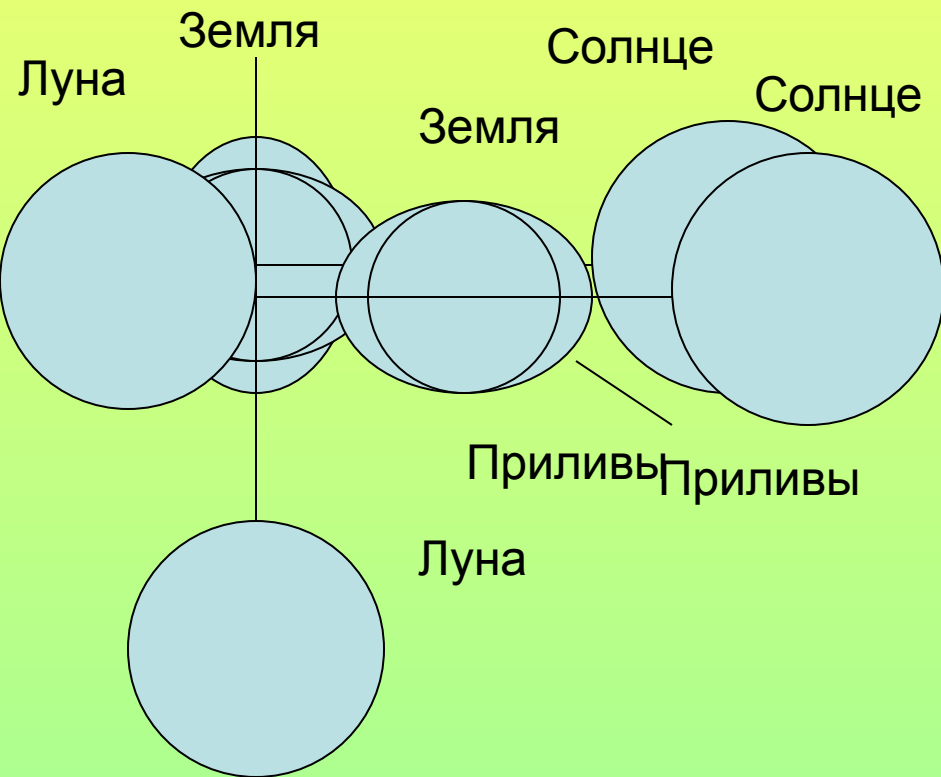 Земля
Солнце
Луна
Солнце
Земля
Приливы
Приливы
Луна